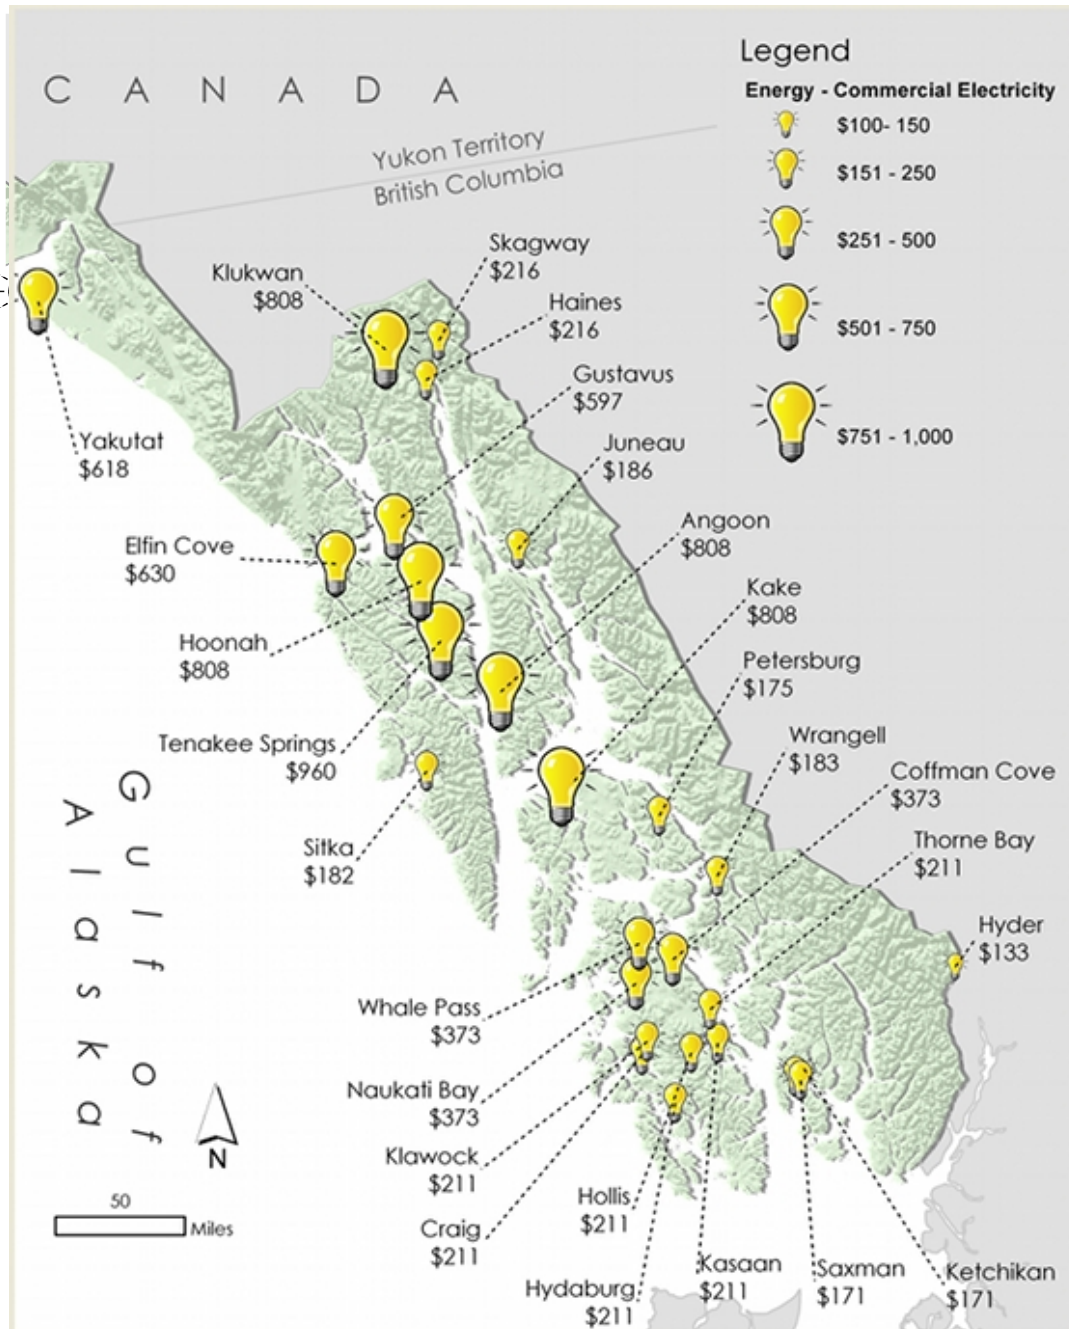 Legend
Energy - Commercial Electricity
$100- 150
$151 - 250
$251 - 500
$501 - 750
$751 - 1,000
CANADA
Yukon Territory
British Columbia
Skagway
$216
Klukwan
$808
Haines
$216
Gustavus
$597
Yakutat
$618
Juneau
$186
Angoon
$808
Elfin Cove
$630
Kake
$808
Hoonah
$808
Petersburg
$175
Tenakee Springs
$960
Wrangell
$183
Coffman Cove
$373
Sitka
$182
Thorne Bay
$211
Gulf of
Alaska
Hyder
$133
Whale Pass
$373
Naukati Bay
$373
N
Klawock
$211
50
Miles
Craig
$211
Hollis
$211
Hydaburg
$211
Kasaan
$211
Saxman
$171
Ketchikan
$171